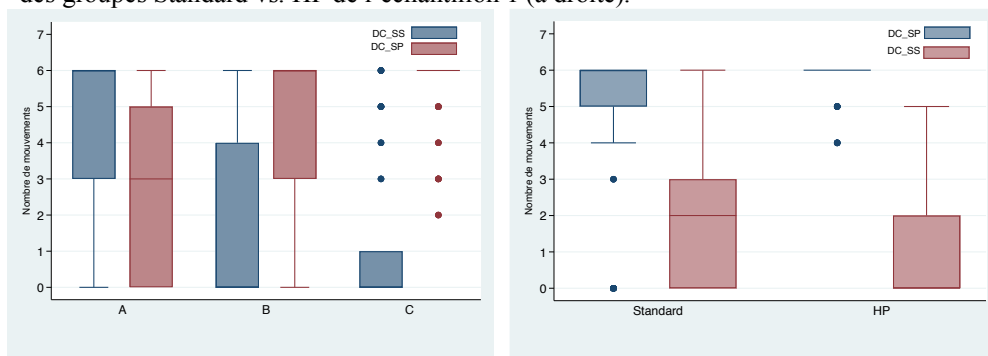 des groupes Standard vs. HP de l'échantillon 1 (à droite).
DC_SS
DC_SP
Nombre de mouvements
7
6
5
4
3
2
1
0
A B C
DC_SP
DC_SS
Nombre de mouvements
7
6
5
4
3
2
1
0
Standard HP